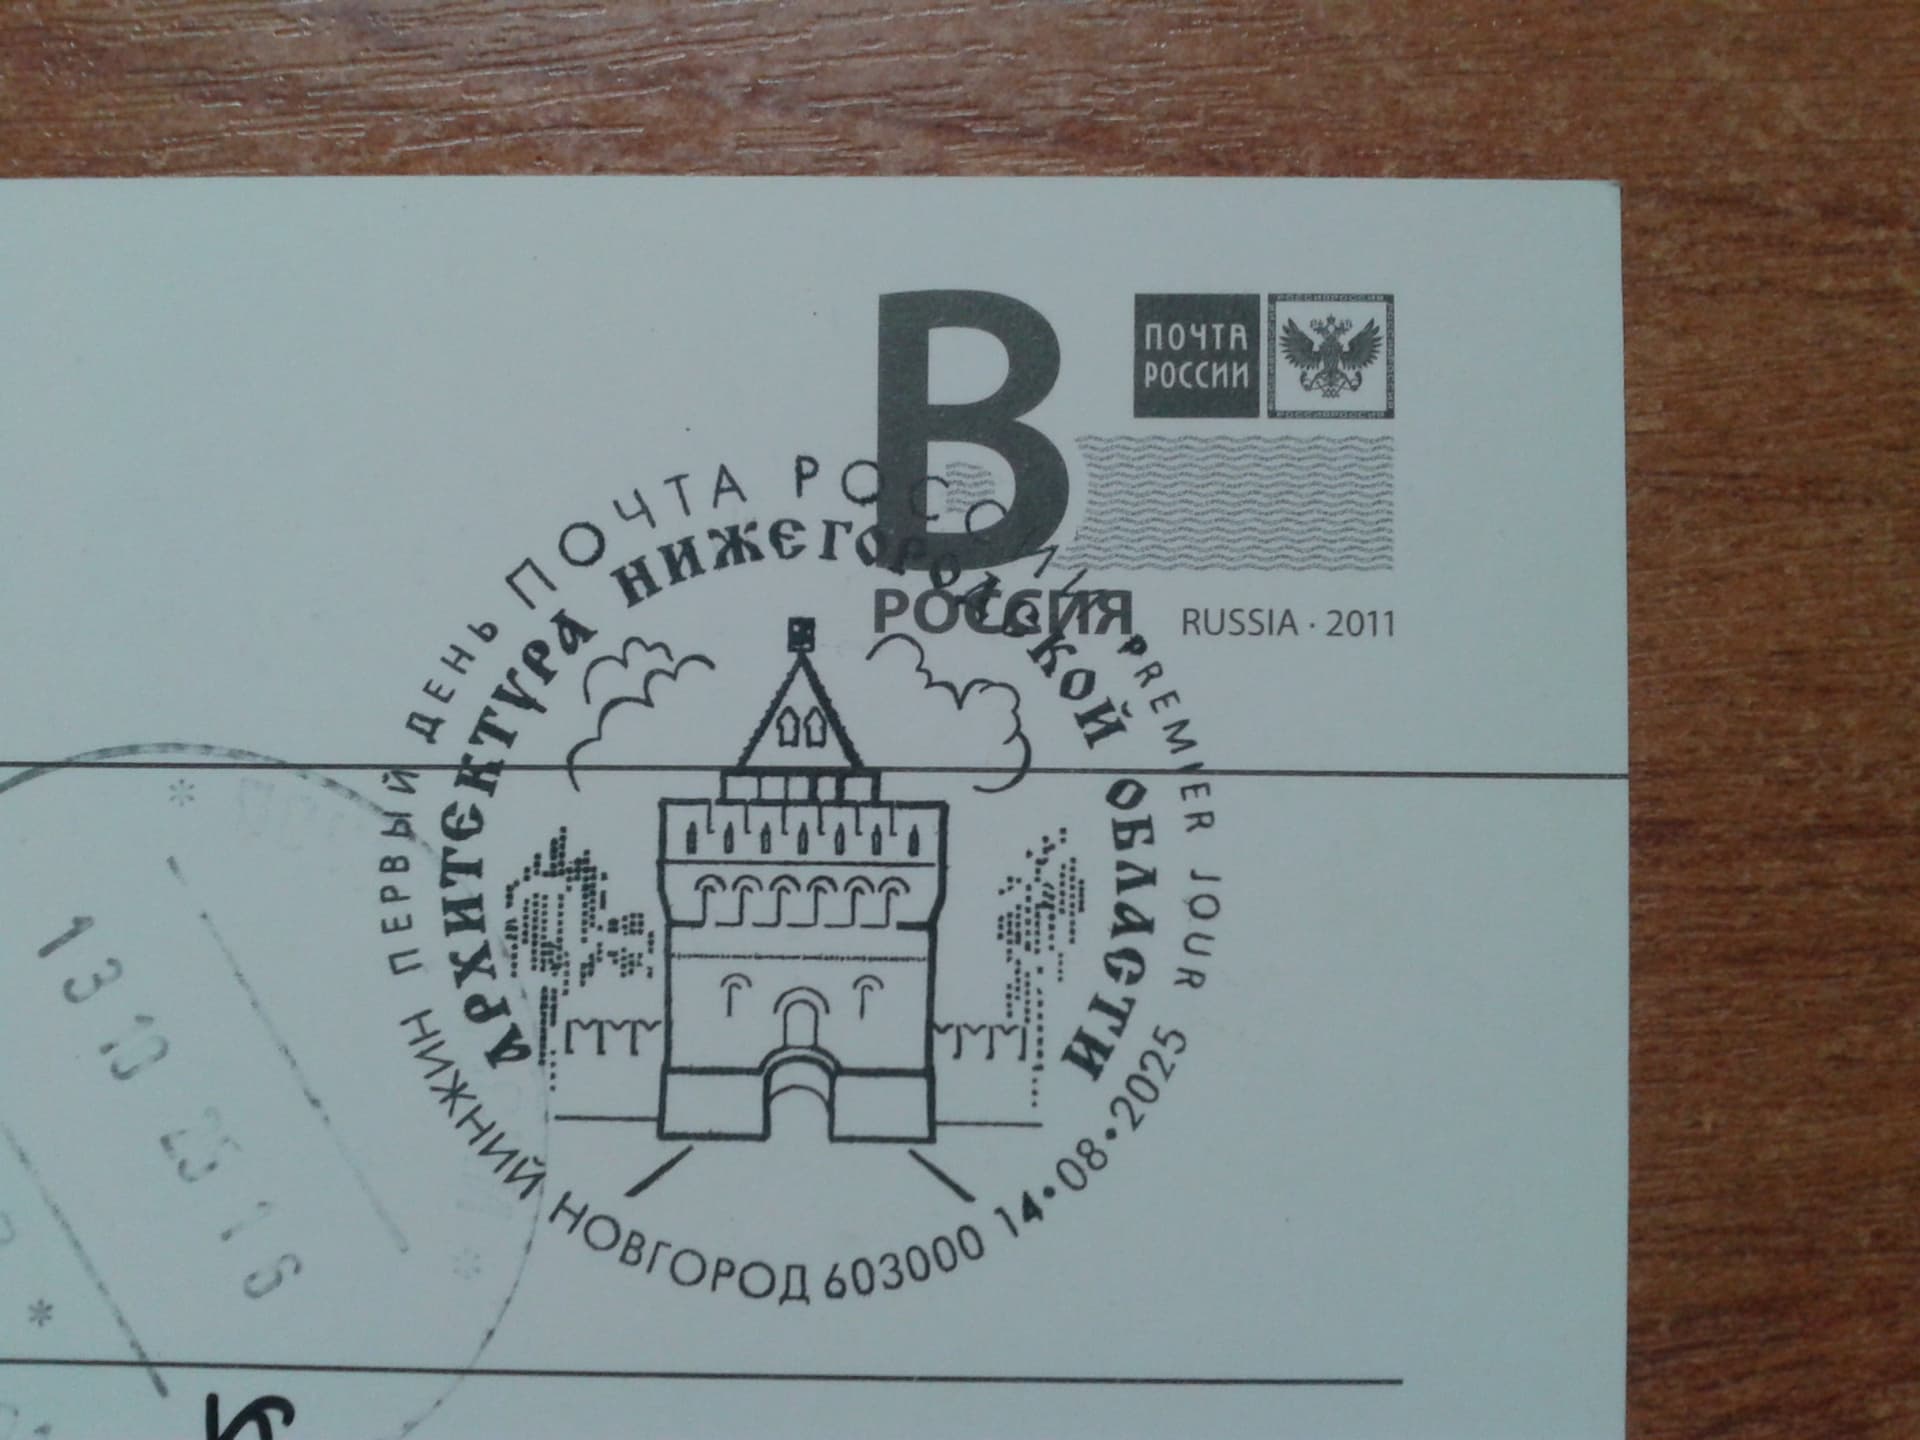 В
ПОЧТА
РОССИИ
РОССИЯ
RUSSIA · 2011
ПЕРВЫЙ ДЕНЬ ПОЧТА РОССИИ PREMIER JOUR
АРХИТЕКТУРА НИЖЕГОРОДСКОЙ ОБЛАСТИ
НИЖНИЙ НОВГОРОД 603000 14·08·2025
13 10 25 16